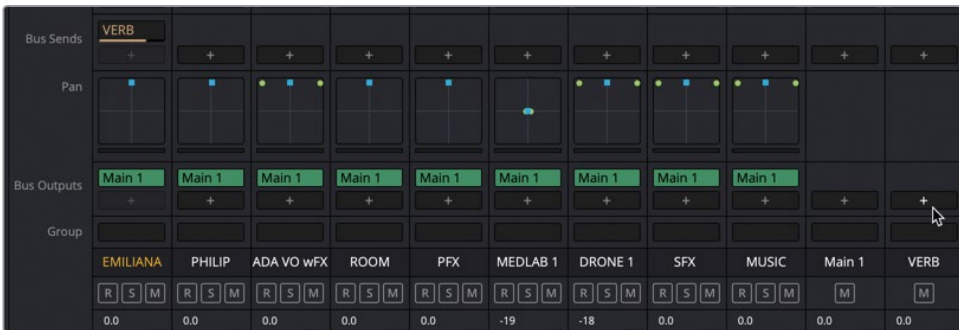 Bus Sends VERB
+ + + + + + + + + + +
Pan
Bus Outputs Main 1 Main 1 Main 1 Main 1 Main 1 Main 1 Main 1 Main 1 Main 1
+ + + + + + + + + + +
Group
EMILIANA PHILIP ADA VO wFX ROOM PFX MEDLAB 1 DRONE 1 SFX MUSIC Main 1 VERB
R S M R S M R S M R S M R S M R S M R S M R S M R S M M M
0.0 0.0 0.0 0.0 0.0 -19 -18 0.0 0.0 0.0 0.0